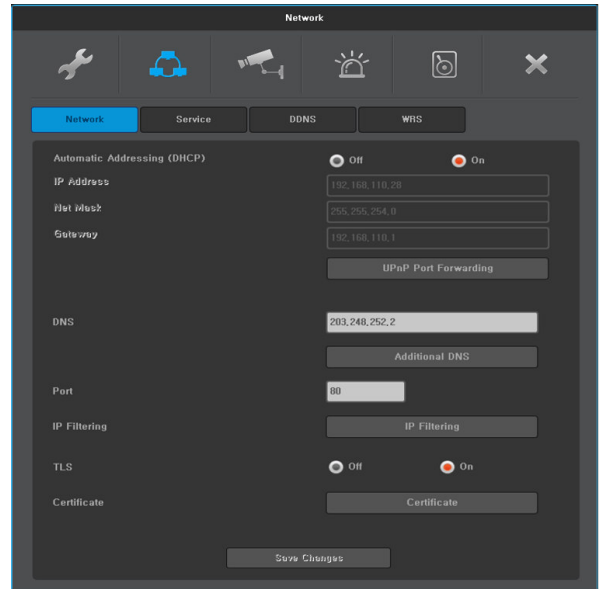 Network
Network Service DDNS WRS
Automatic Addressing (DHCP) Off On
IP Address 192,168,110,28
Net Mask 255,255,254,0
Gateway 192,168,110,1
UPnP Port Forwarding
DNS 203,248,252,2
Additional DNS
Port 80
IP Filtering IP Filtering
TLS Off On
Certificate Certificate
Save Changes